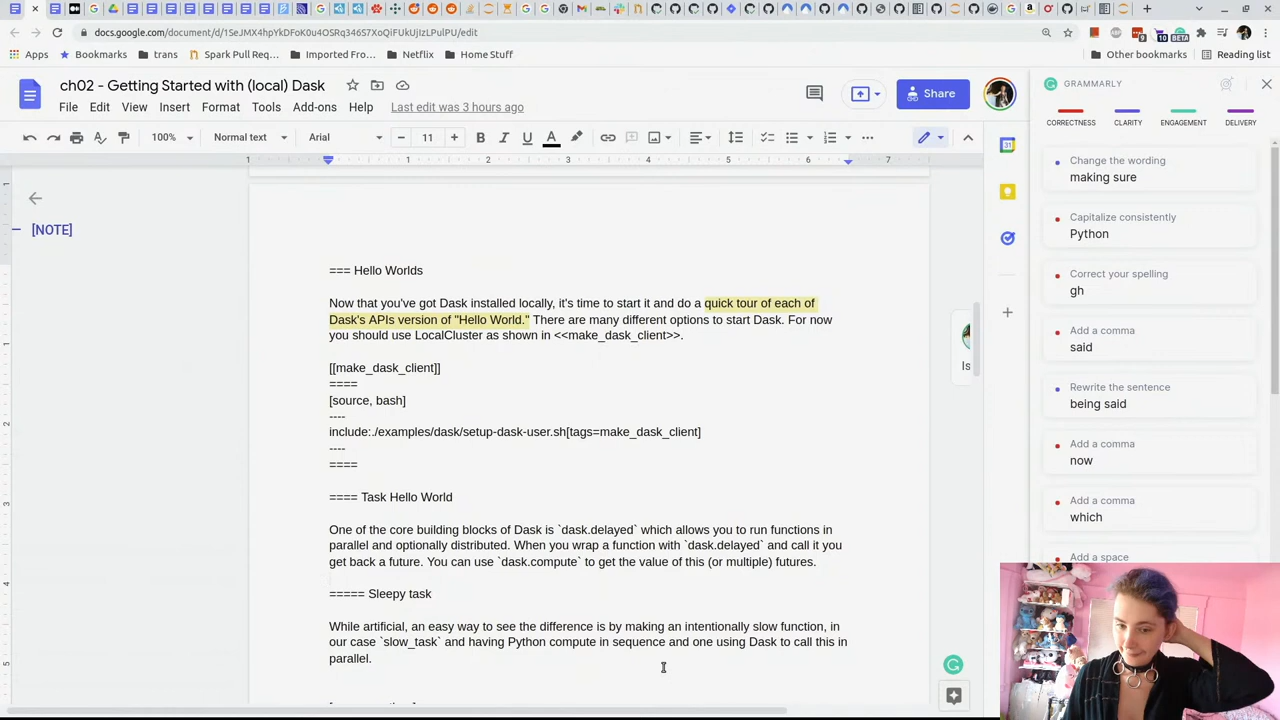 docs.google.com/document/d/1SeJMX4hpYkDFoK0u4OSRq346S7XoQiFUkUJIzLPulPU/edit
Apps
Bookmarks
trans
Spark Pull Request...
Imported From Fire...
Netflix
Home Stuff
Other bookmarks
Reading list
ch02 - Getting Started with (local) Dask
File Edit View Insert Format Tools Add-ons Help Last edit was 3 hours ago
Share
100% Normal text Arial 11
[NOTE]
=== Hello Worlds
Now that you've got Dask installed locally, it's time to start it and do a quick tour of each of
Dask's APIs version of "Hello World." There are many different options to start Dask. For now
you should use LocalCluster as shown in <<make_dask_client>>.
[[make_dask_client]]
====
[source, bash]
----
include:./examples/dask/setup-dask-user.sh[tags=make_dask_client]
----
====
==== Task Hello World
One of the core building blocks of Dask is `dask.delayed` which allows you to run functions in
parallel and optionally distributed. When you wrap a function with `dask.delayed` and call it you
get back a future. You can use `dask.compute` to get the value of this (or multiple) futures.
===== Sleepy task
While artificial, an easy way to see the difference is by making an intentionally slow function, in
our case `slow_task` and having Python compute in sequence and one using Dask to call this in
parallel.
Is
GRAMMARLY
CORRECTNESS CLARITY ENGAGEMENT DELIVERY
Change the wording
making sure
Capitalize consistently
Python
Correct your spelling
gh
Add a comma
said
Rewrite the sentence
being said
Add a comma
now
Add a comma
which
Add a space